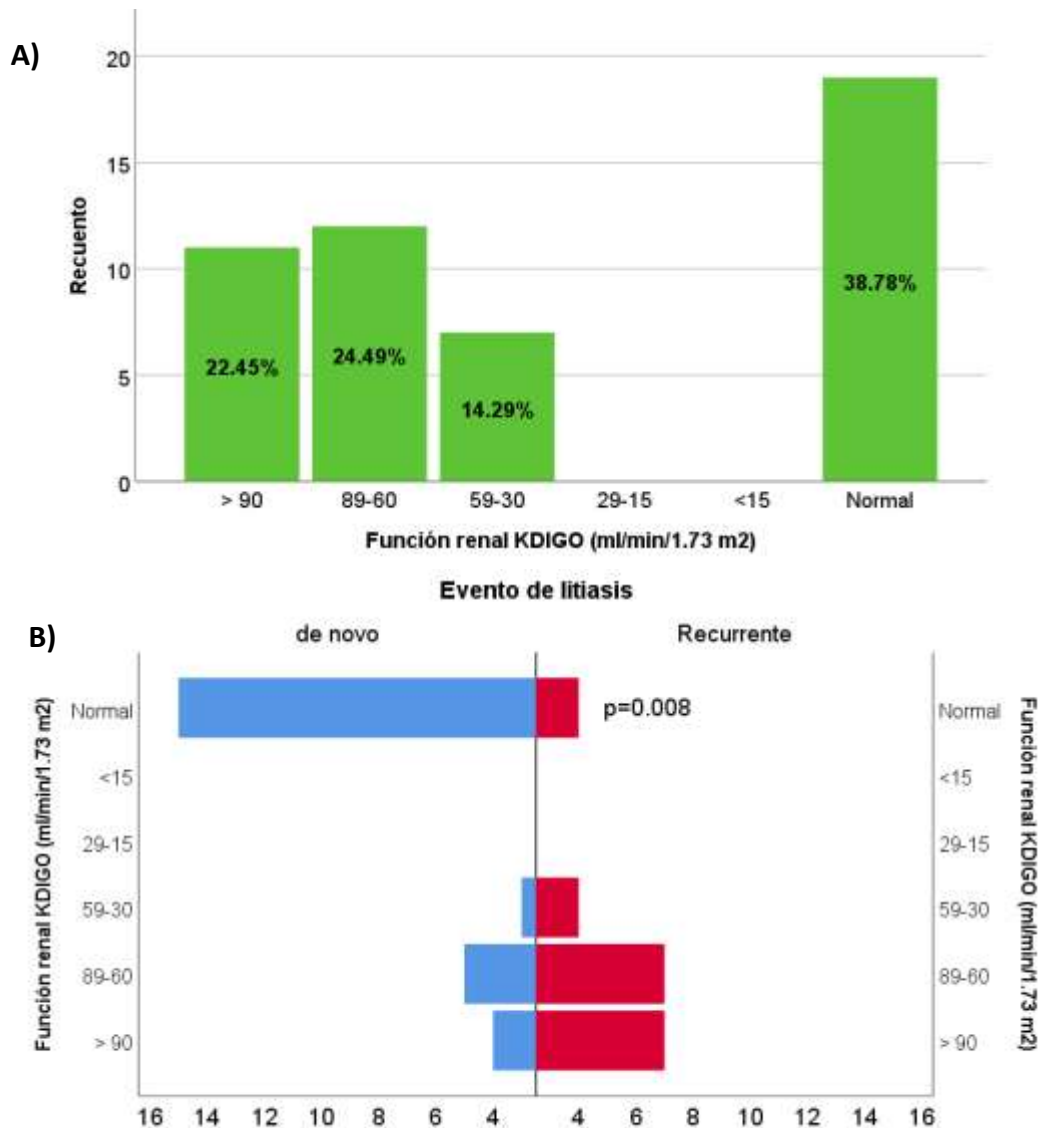 A)
20
15
10
5
0
Recuento
22.45%
24.49%
14.29%
38.78%
> 90 89-60 59-30 29-15 <15 Normal
Función renal KDIGO (ml/min/1.73 m2)
Evento de litiasis
B)
de novo Recurrente
Función renal KDIGO (ml/min/1.73 m2)
Normal p=0.008 Normal
<15 <15
29-15 29-15
59-30 59-30
89-60 89-60
> 90 > 90
Función renal KDIGO (ml/min/1.73 m2)
16 14 12 10 8 6 4 4 6 8 10 12 14 16